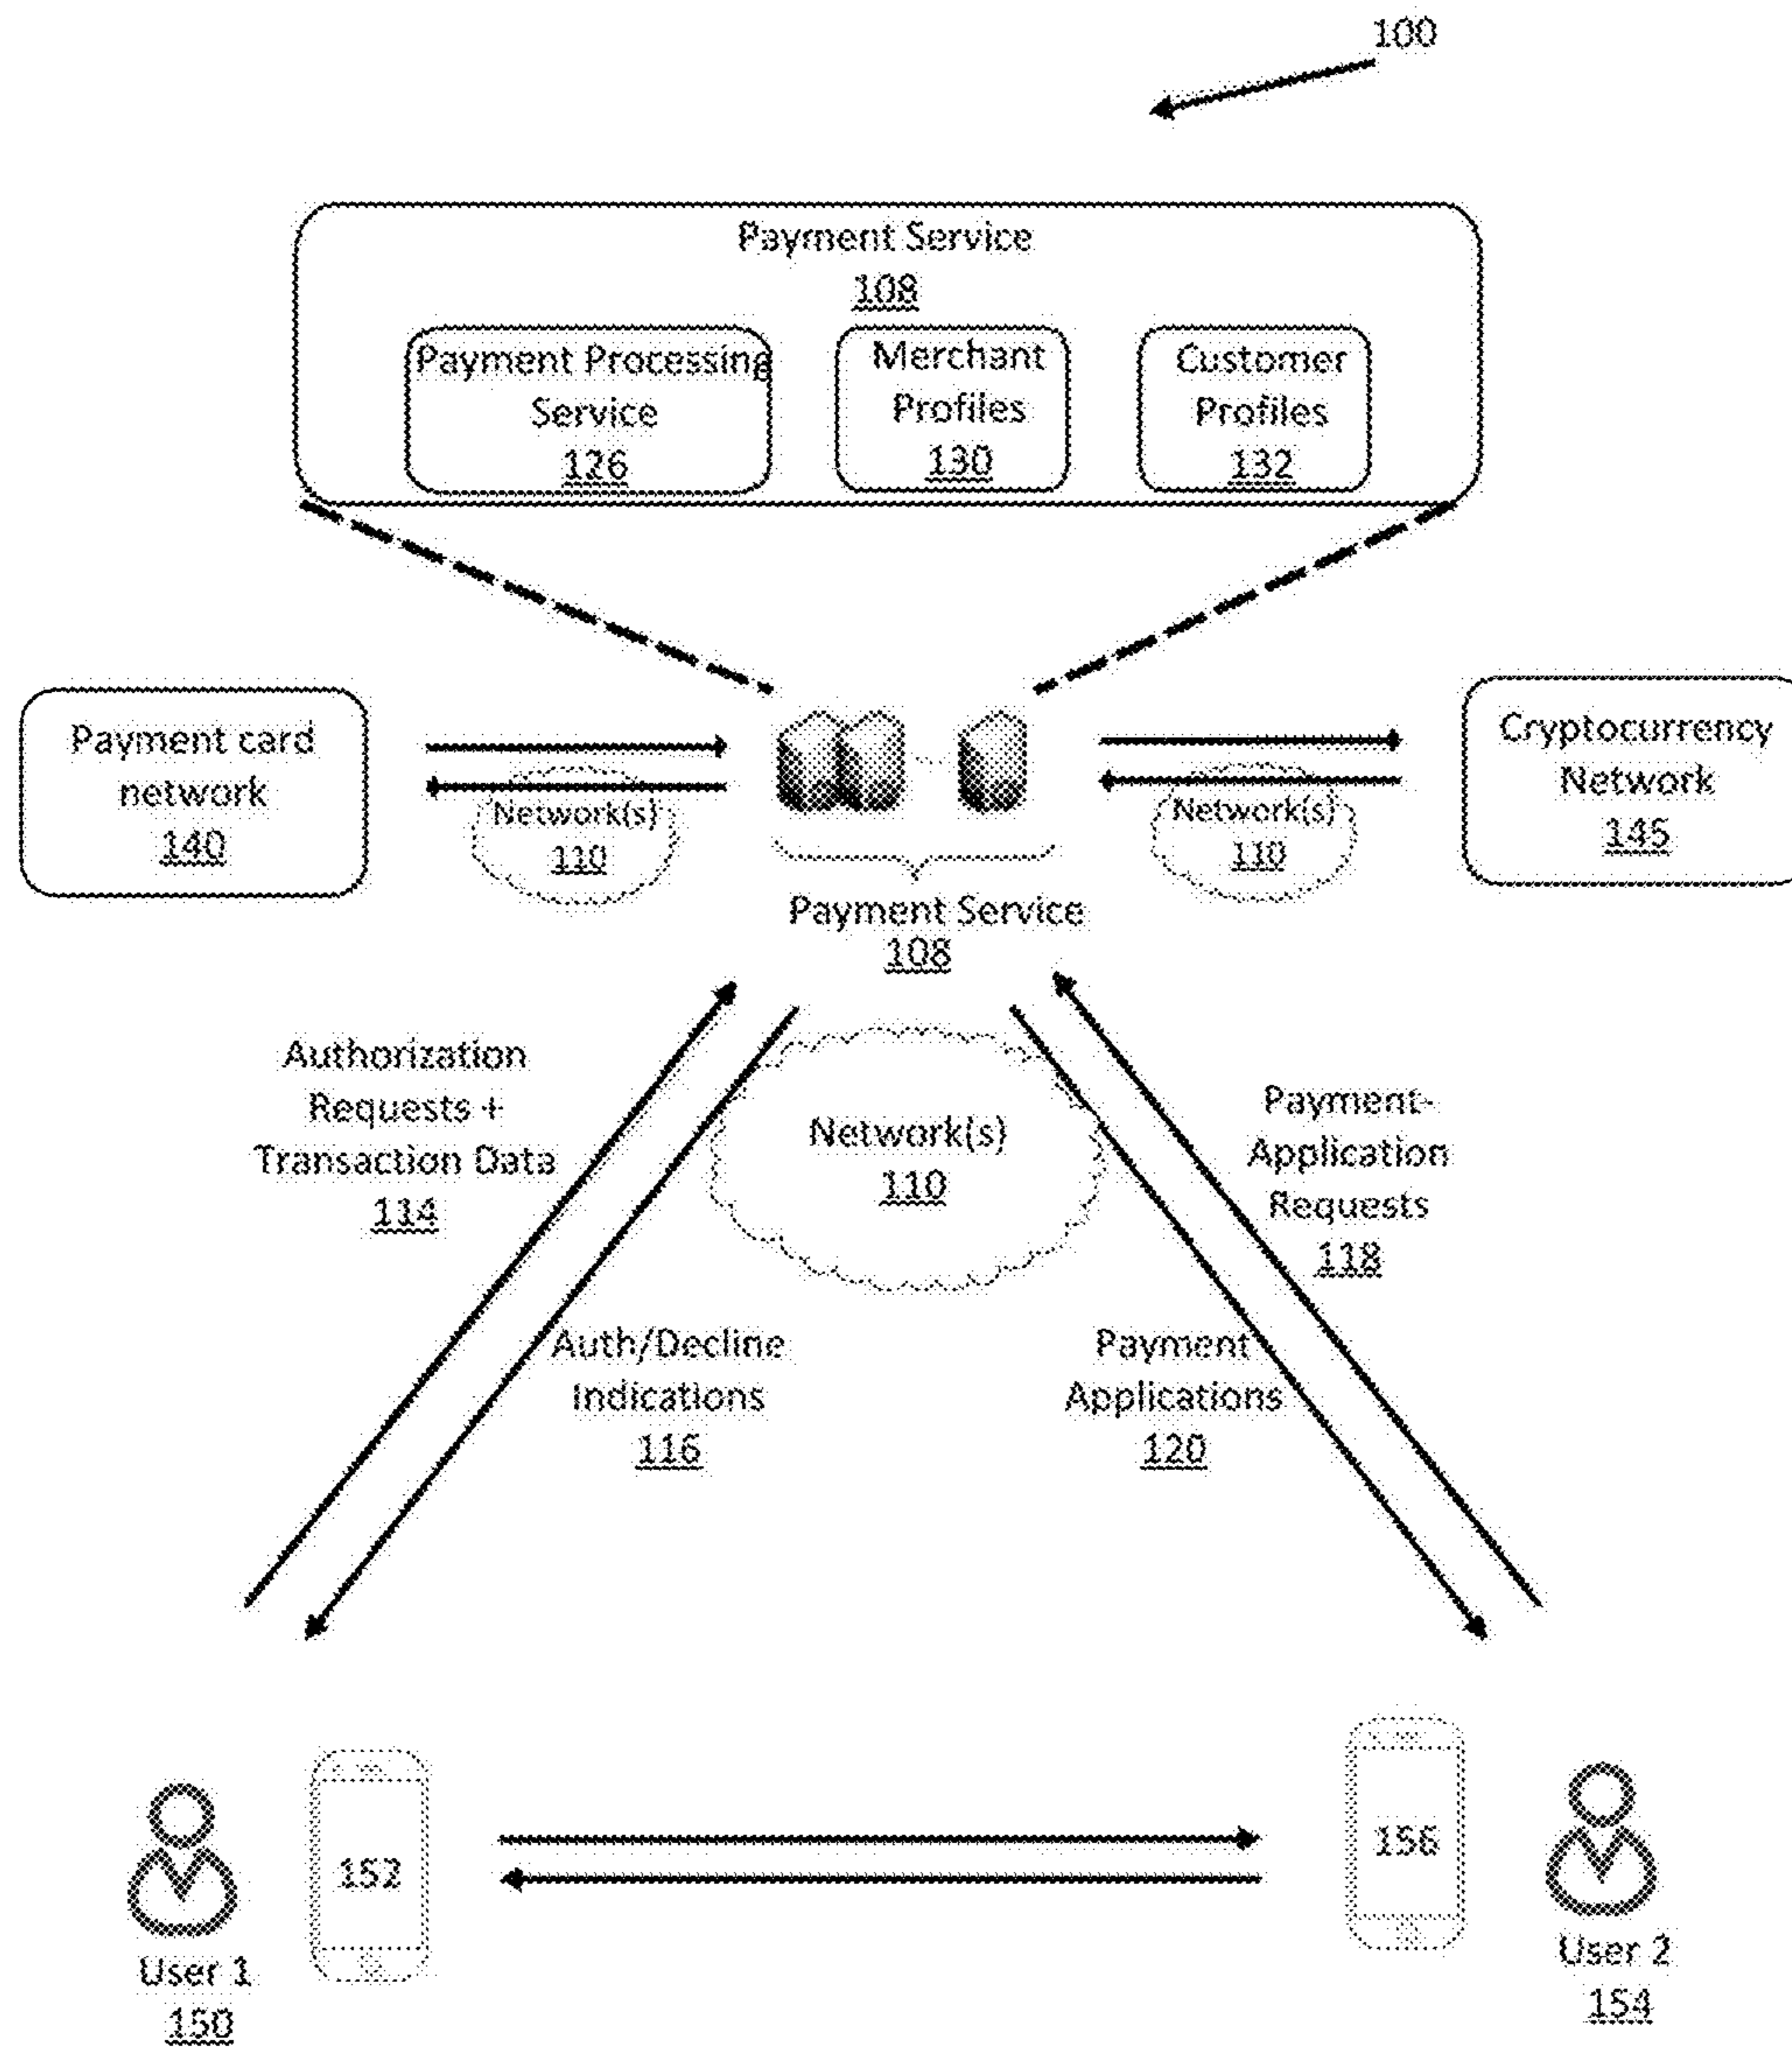 100
Payment Service
108
Payment Processing
Service
126
Merchant
Profiles
130
Customer
Profiles
132
Payment card
network
140
Network(s)
110
Payment Service
108
Network(s)
110
Cryptocurrency
Network
145
Authorization
Requests +
Transaction Data
114
Network(s)
110
Payment-
Application
Requests
118
Auth/Decline
Indications
116
Payment
Applications
120
152
156
User 1
150
User 2
154